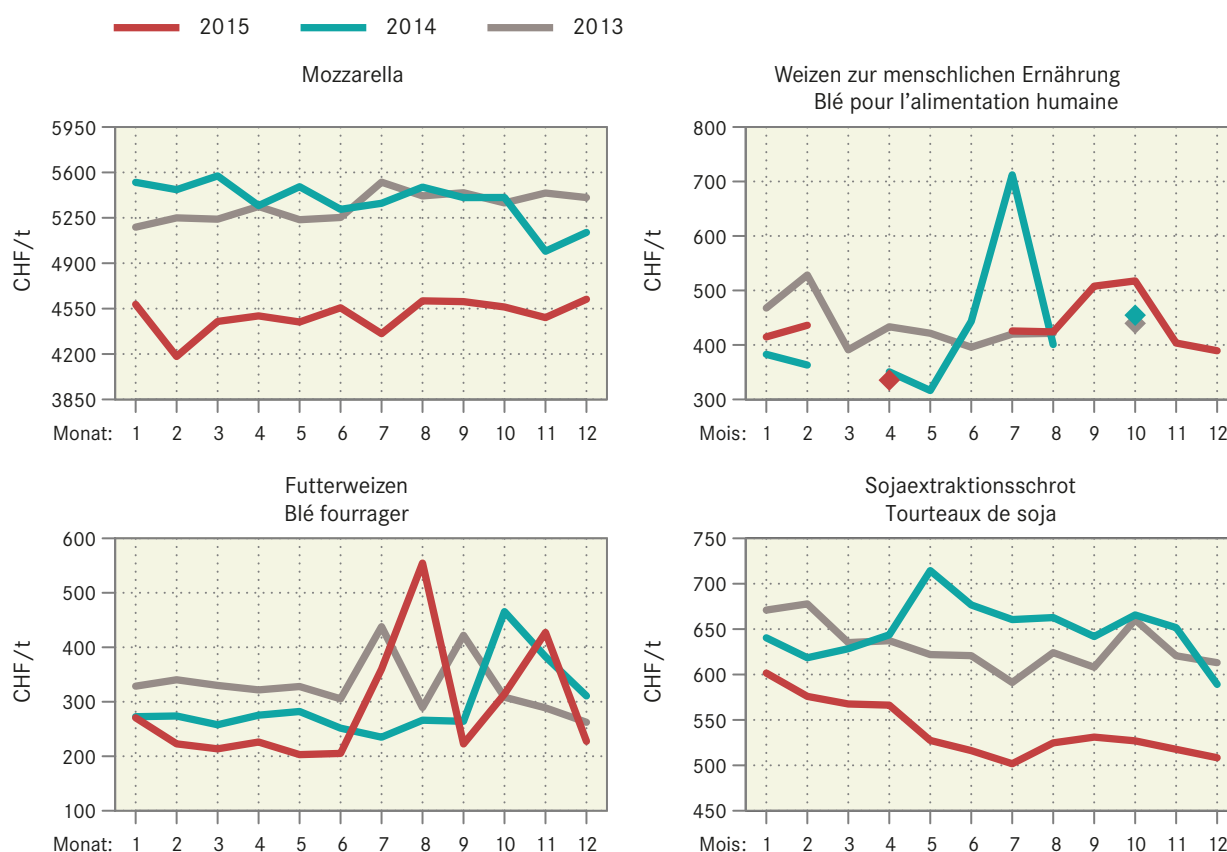 2015 2014 2013
Mozzarella
CHF/t
5950
5600
5250
4900
4550
4200
3850
Monat: 1 2 3 4 5 6 7 8 9 10 11 12
Weizen zur menschlichen Ernährung
Blé pour l'alimentation humaine
CHF/t
800
700
600
500
400
300
Mois: 1 2 3 4 5 6 7 8 9 10 11 12
Futterweizen
Blé fourrager
CHF/t
600
500
400
300
200
100
Monat: 1 2 3 4 5 6 7 8 9 10 11 12
Sojaextraktionsschrot
Tourteaux de soja
CHF/t
750
700
650
600
550
500
450
Mois: 1 2 3 4 5 6 7 8 9 10 11 12